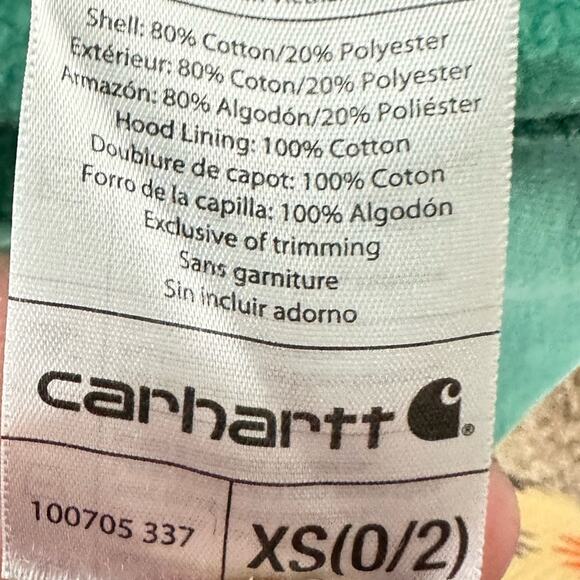 Shell: 80% Cotton/20% Polyester
Extérieur: 80% Coton/20% Polyester
Armazón: 80% Algodón/20% Poliéster
Hood Lining: 100% Cotton
Doublure de capot: 100% Coton
Forro de la capilla: 100% Algodón
Exclusive of trimming
Sans garniture
Sin incluir adorno
carhartt ®
100705 337
XS(0/2)